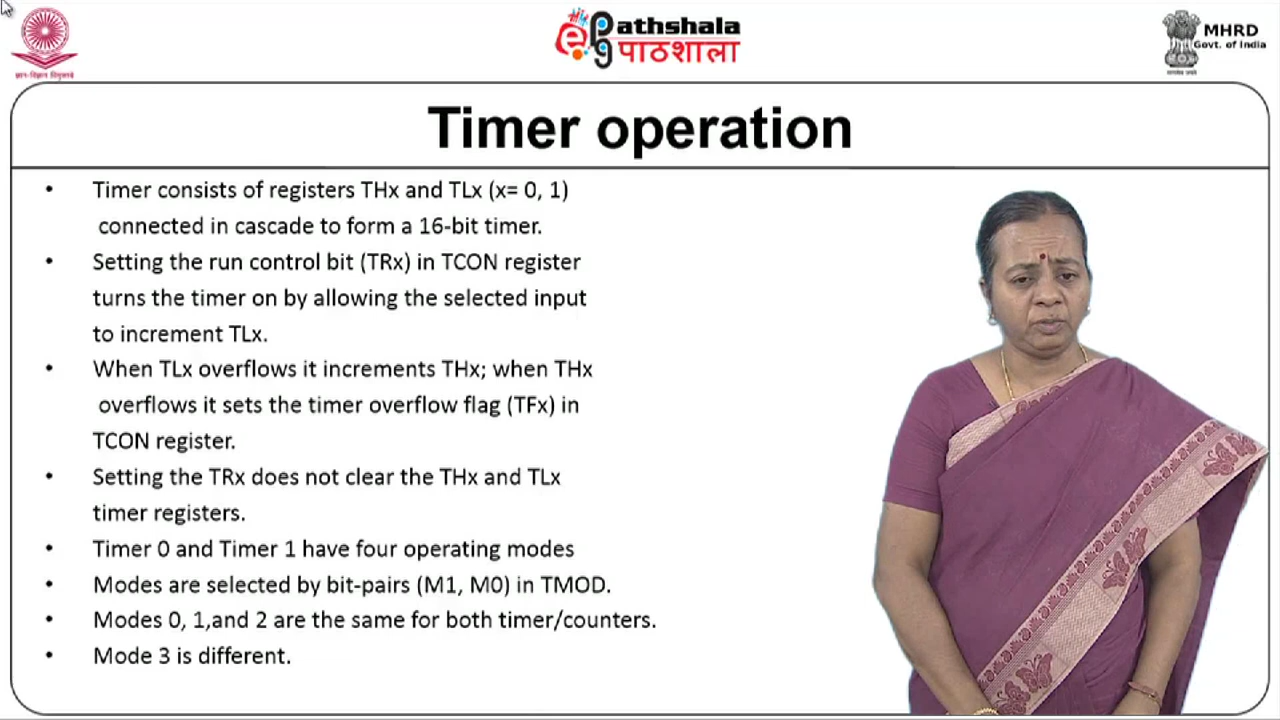 ज्ञान-विज्ञान विमुक्तये
ePathshala
पाठशाला
MHRD
Govt. of India
Timer operation
• Timer consists of registers THx and TLx (x= 0, 1)
connected in cascade to form a 16-bit timer.
• Setting the run control bit (TRx) in TCON register
turns the timer on by allowing the selected input
to increment TLx.
• When TLx overflows it increments THx; when THx
overflows it sets the timer overflow flag (TFx) in
TCON register.
• Setting the TRx does not clear the THx and TLx
timer registers.
• Timer 0 and Timer 1 have four operating modes
• Modes are selected by bit-pairs (M1, M0) in TMOD.
• Modes 0, 1,and 2 are the same for both timer/counters.
• Mode 3 is different.